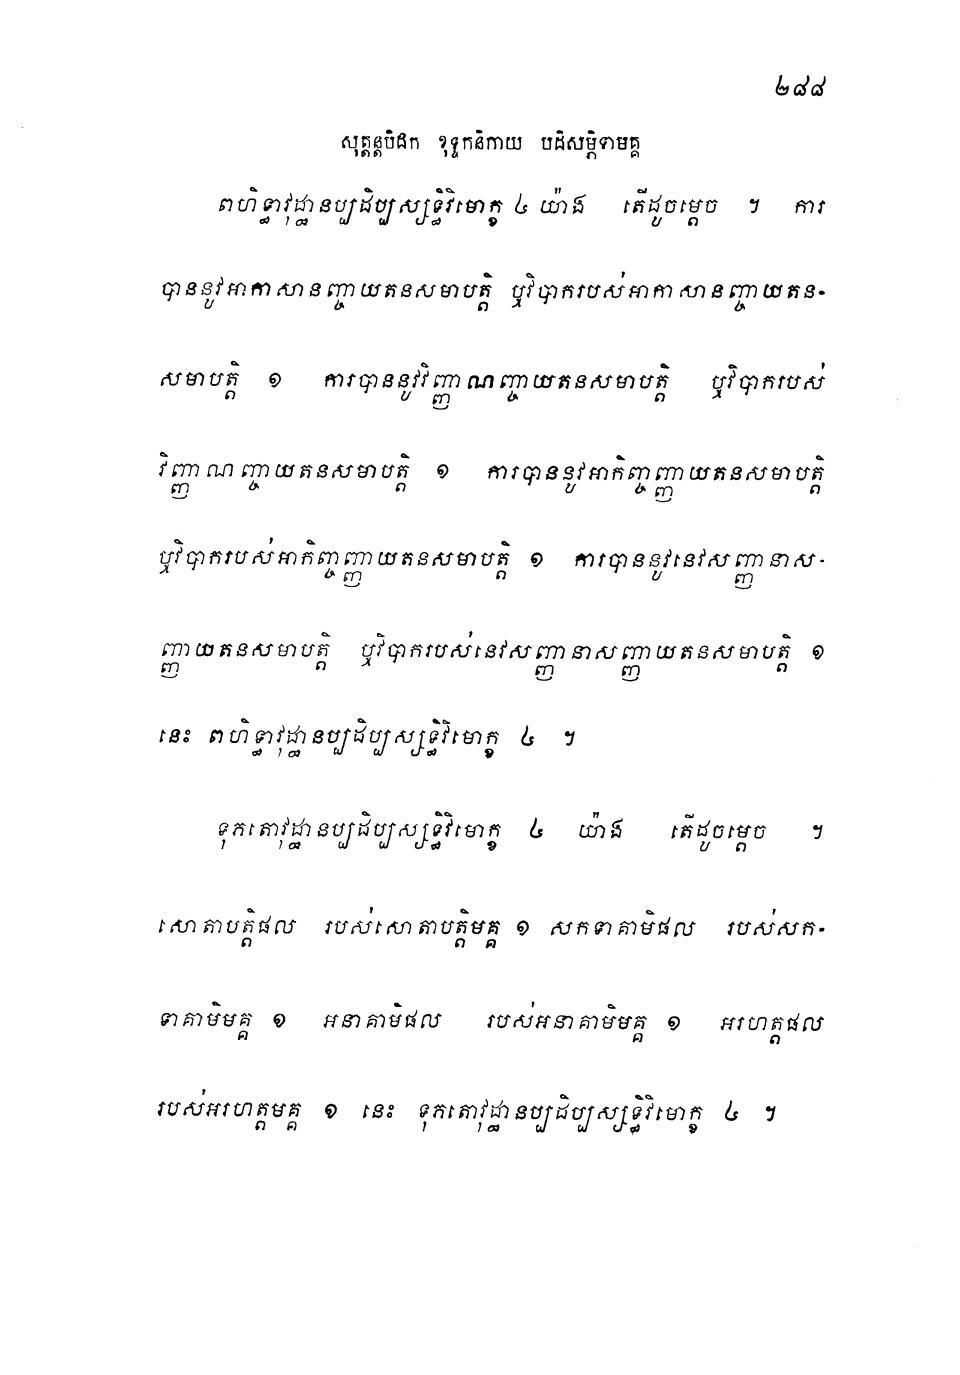 ២៨៨
សុត្តន្តបិដក ខុទ្ទកនិកាយ បដិសម្ភិទាមគ្គ
ពហិទ្ធាវុដ្ឋានប្បដិប្បស្សទ្ធិវិមោក្ខ ៤ យ៉ាង តើដូចម្តេច ។ ការ
បាននូវអាកាសានញ្ចាយតនសមាបត្តិ ឬវិបាករបស់អាកាសានញ្ចាយតន-
សមាបត្តិ ១ ការបាននូវវិញ្ញាណញ្ចាយតនសមាបត្តិ ឬវិបាករបស់
វិញ្ញាណញ្ចាយតនសមាបត្តិ ១ ការបាននូវអាកិញ្ចញ្ញាយតនសមាបត្តិ
ឬវិបាករបស់អាកិញ្ចញ្ញាយតនសមាបត្តិ ១ ការបាននូវនេវសញ្ញានាស-
ញ្ញាយតនសមាបត្តិ ឬវិបាករបស់នេវសញ្ញានាសញ្ញាយតនសមាបត្តិ ១
នេះ ពហិទ្ធាវុដ្ឋានប្បដិប្បស្សទ្ធិវិមោក្ខ ៤ ។
ទុភតោវុដ្ឋានប្បដិប្បស្សទ្ធិវិមោក្ខ ៤ យ៉ាង តើដូចម្តេច ។
សោតាបត្តិផល របស់សោតាបត្តិមគ្គ ១ សកទាគាមិផល របស់សក-
ទាគាមិមគ្គ ១ អនាគាមិផល របស់អនាគាមិមគ្គ ១ អរហត្តផល
របស់អរហត្តមគ្គ ១ នេះ ទុភតោវុដ្ឋានប្បដិប្បស្សទ្ធិវិមោក្ខ ៤ ។